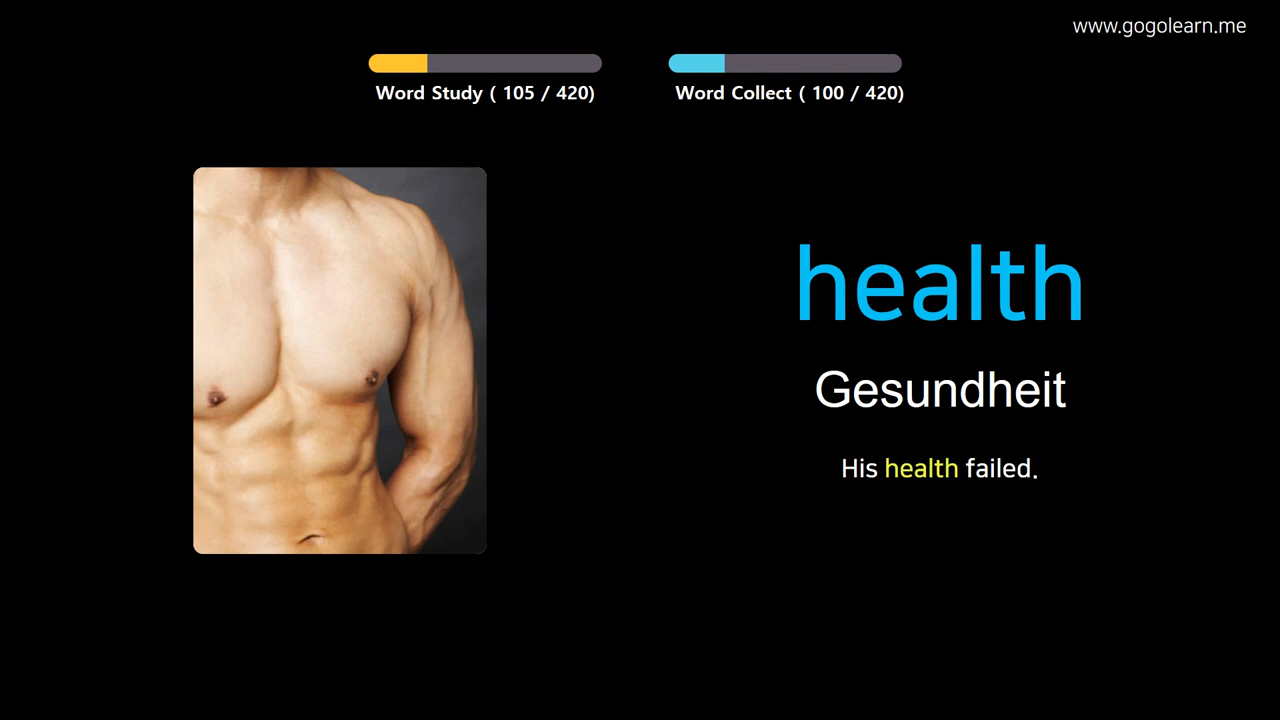 www.gogolearn.me
Word Study ( 105 / 420)
Word Collect ( 100 / 420)
health
Gesundheit
His health failed.